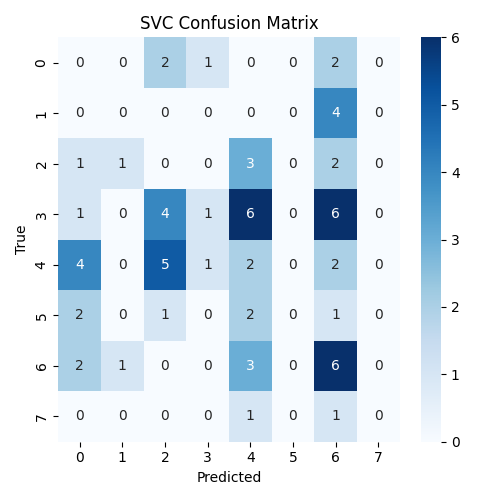 SVC Confusion Matrix
0 0 0 2 1 0 0 2 0
1 0 0 0 0 0 0 4 0
2 1 1 0 0 3 0 2 0
3 1 0 4 1 6 0 6 0
4 4 0 5 1 2 0 2 0
5 2 0 1 0 2 0 1 0
6 2 1 0 0 3 0 6 0
7 0 0 0 0 1 0 1 0
0 1 2 3 4 5 6 7
Predicted
True
6
5
4
3
2
1
0